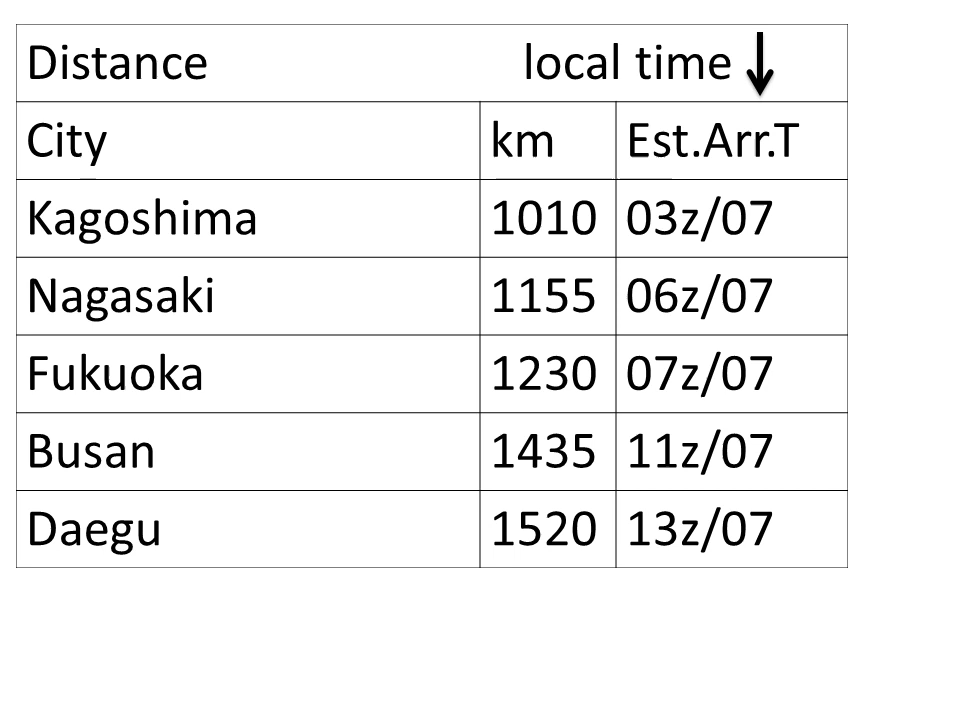 Distance local time
City km Est.Arr.T
Kagoshima 1010 03z/07
Nagasaki 1155 06z/07
Fukuoka 1230 07z/07
Busan 1435 11z/07
Daegu 1520 13z/07